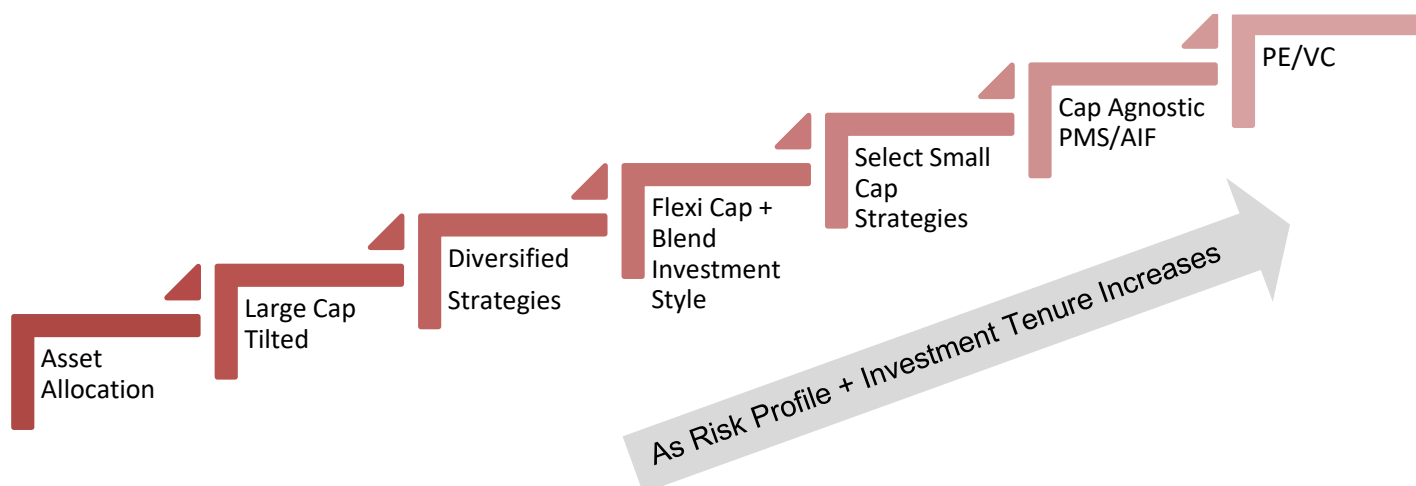 Asset
Allocation
Large Cap
Tilted
Diversified
Strategies
Flexi Cap +
Blend
Investment
Style
Select Small
Cap
Strategies
Cap Agnostic
PMS/AIF
PE/VC
As Risk Profile + Investment Tenure Increases